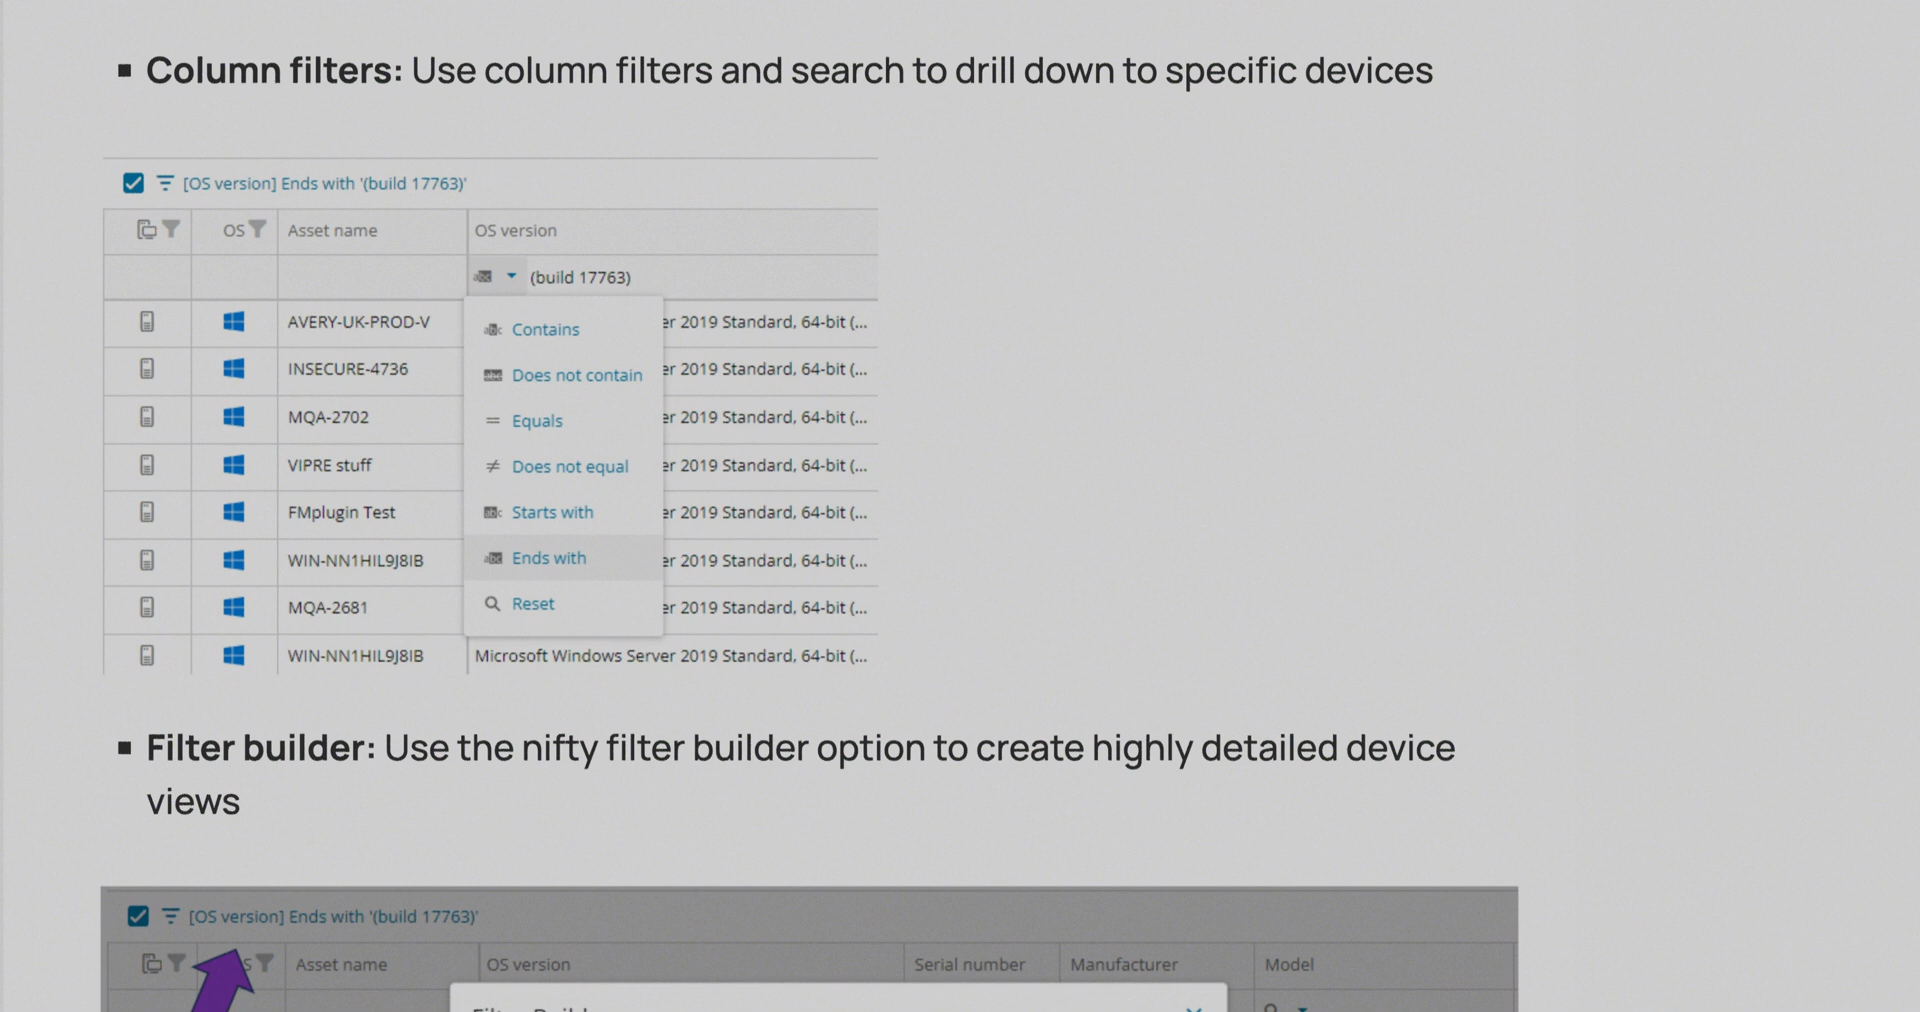 Column filters: Use column filters and search to drill down to specific devices
[OS version] Ends with '(build 17763)'
OS Asset name OS version
(build 17763)
AVERY-UK-PROD-V er 2019 Standard, 64-bit (...
Contains
INSECURE-4736 er 2019 Standard, 64-bit (...
Does not contain
MQA-2702 er 2019 Standard, 64-bit (...
Equals
VIPRE stuff er 2019 Standard, 64-bit (...
Does not equal
FMplugin Test Starts with er 2019 Standard, 64-bit (...
WIN-NN1HIL9J8IB Ends with er 2019 Standard, 64-bit (...
MQA-2681 Reset er 2019 Standard, 64-bit (...
WIN-NN1HIL9J8IB Microsoft Windows Server 2019 Standard, 64-bit (...
Filter builder: Use the nifty filter builder option to create highly detailed device
views
[OS version] Ends with '(build 17763)'
S Asset name OS version Serial number Manufacturer Model